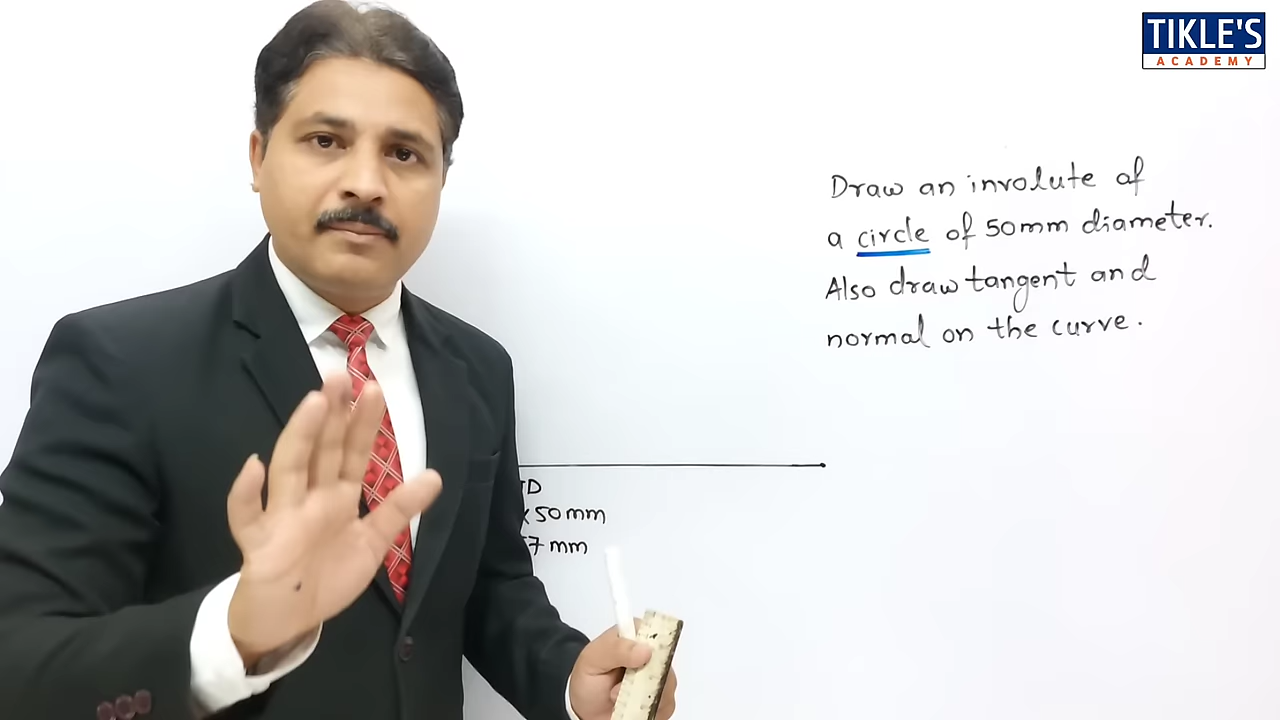 TIKLE'S
ACADEMY
Draw an involute of
a circle of 50mm diameter.
Also draw tangent and
normal on the curve.
D
50mm
7 mm